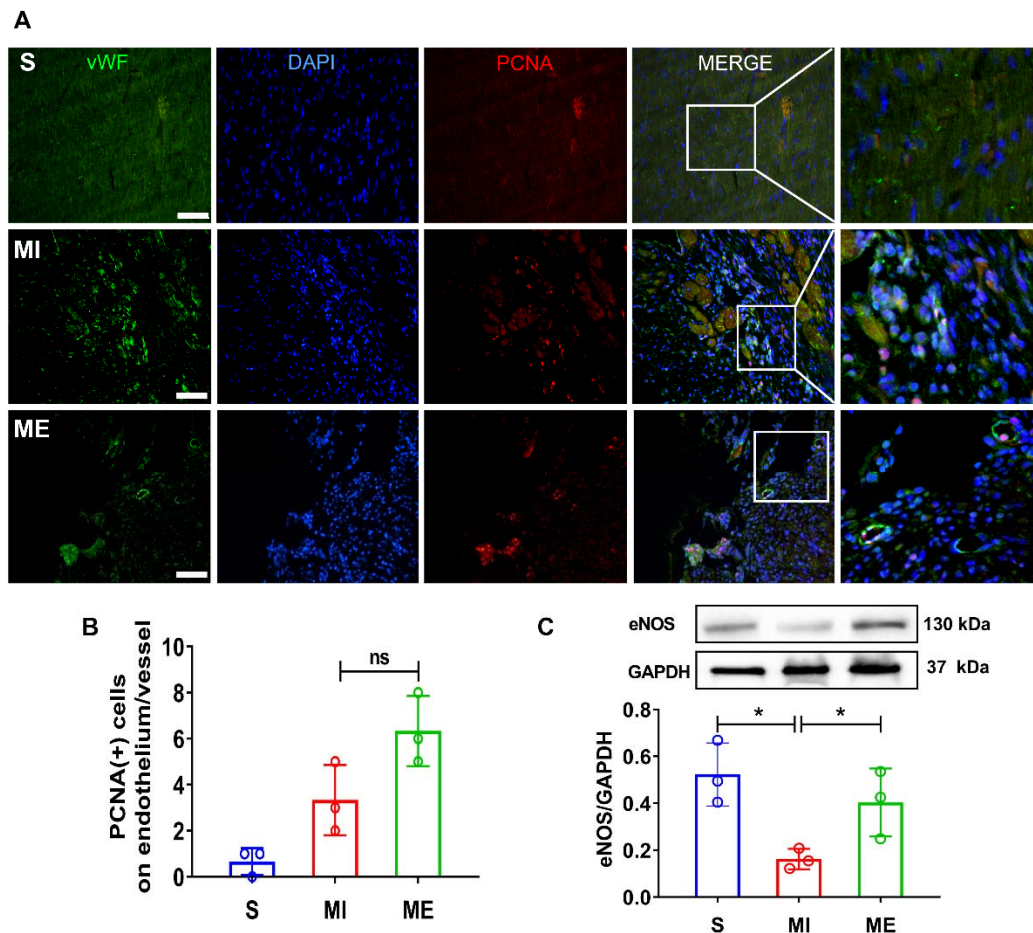 A
S vWF DAPI PCNA MERGE
MI
ME
B
PCNA(+) cells
on endothelium/vessel
10
8
6
4
2
0
ns
S MI ME
C
eNOS 130 kDa
GAPDH 37 kDa
eNOS/GAPDH
0.8
0.6
0.4
0.2
0.0
* *
S MI ME